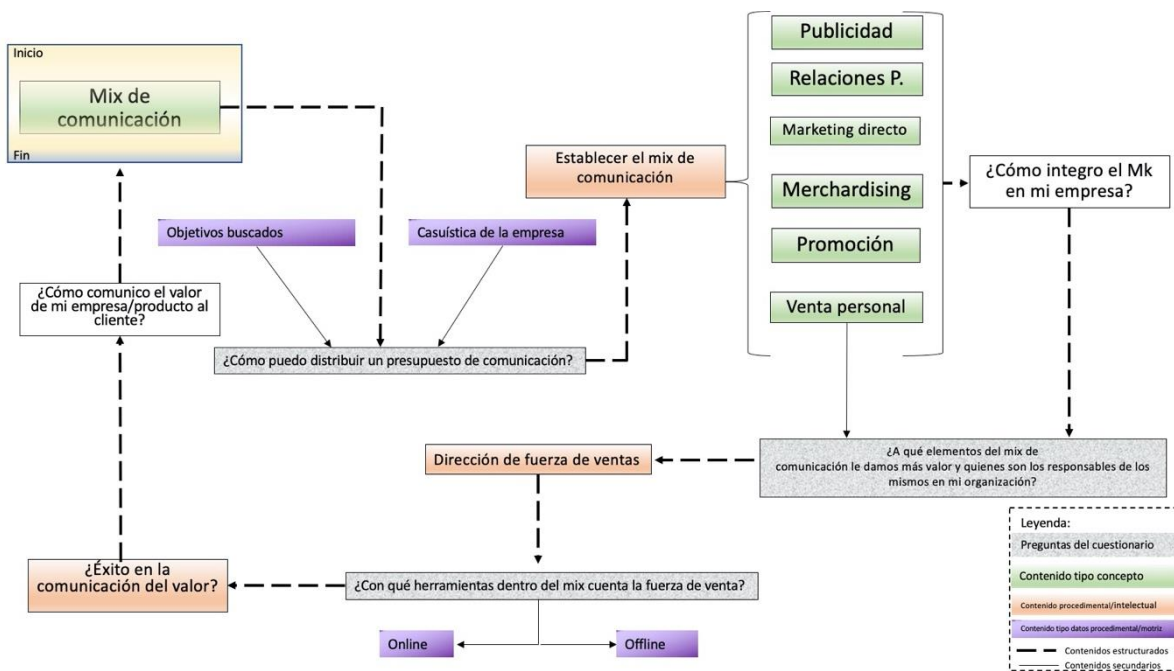 Inicio
Mix de
comunicación
Fin
Publicidad
Relaciones P.
Marketing directo
Merchardising
Promoción
Venta personal
Establecer el mix de
comunicación
¿Cómo integro el Mk
en mi empresa?
Objetivos buscados
Casuística de la empresa
¿Cómo comunico el valor
de mi empresa/producto al
cliente?
¿Cómo puedo distribuir un presupuesto de comunicación?
Dirección de fuerza de ventas
¿A qué elementos del mix de
comunicación le damos más valor y quienes son los responsables de los
mismos en mi organización?
¿Éxito en la
comunicación del valor?
¿Con qué herramientas dentro del mix cuenta la fuerza de venta?
Online
Offline
Leyenda:
Preguntas del cuestionario
Contenido tipo concepto
Contenido procedimental/intelectual
Contenido tipo datos procedimental/motriz
Contenidos estructurados
Contenidos secundarios